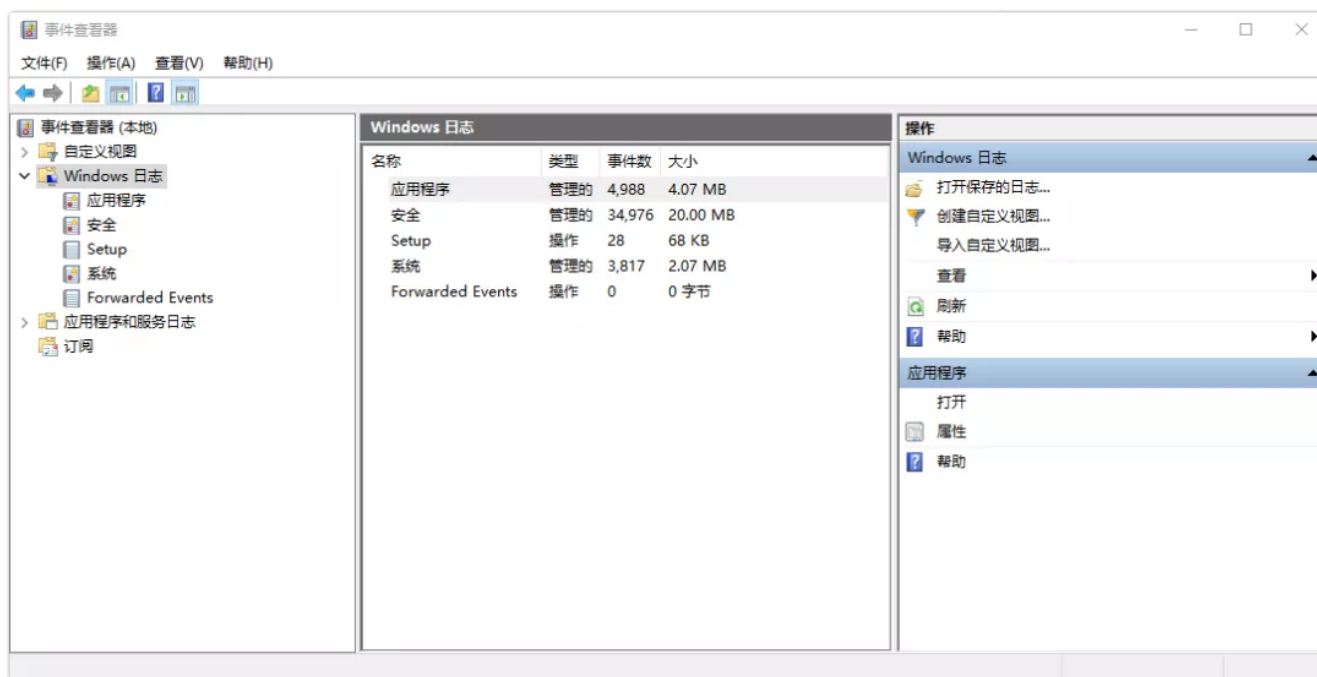 事件查看器
文件(F) 操作(A) 查看(V) 帮助(H)
事件查看器 (本地)
自定义视图
Windows 日志
应用程序
安全
Setup
系统
Forwarded Events
应用程序和服务日志
订阅
Windows 日志
名称 类型 事件数 大小
应用程序 管理的 4,988 4.07 MB
安全 管理的 34,976 20.00 MB
Setup 操作 28 68 KB
系统 管理的 3,817 2.07 MB
Forwarded Events 操作 0 0 字节
操作
Windows 日志
打开保存的日志...
创建自定义视图...
导入自定义视图...
查看
刷新
帮助
应用程序
打开
属性
帮助